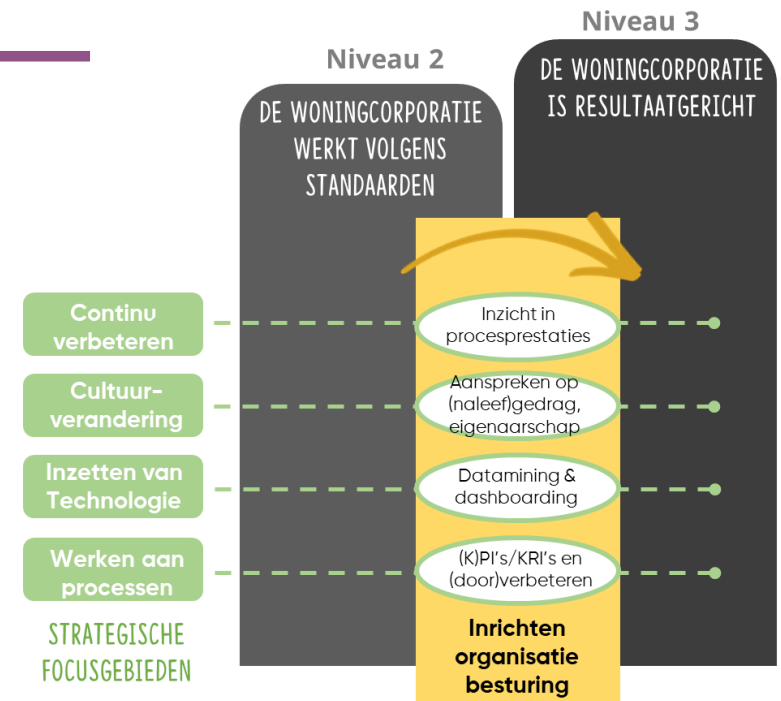 Niveau 2
Niveau 3
DE WONINGCORPORATIE
WERKT VOLGENS
STANDAARDEN
DE WONINGCORPORATIE
IS RESULTAATGERICHT
Continu
verbeteren
Inzicht in
procesprestaties
Cultuur-
verandering
Aanspreken op
(naleef)gedrag,
eigenaarschap
Inzetten van
Technologie
Datamining &
dashboarding
Werken aan
processen
(K)PI's/KRI's en
(door)verbeteren
STRATEGISCHE
FOCUSGEBIEDEN
Inrichten
organisatie
besturing